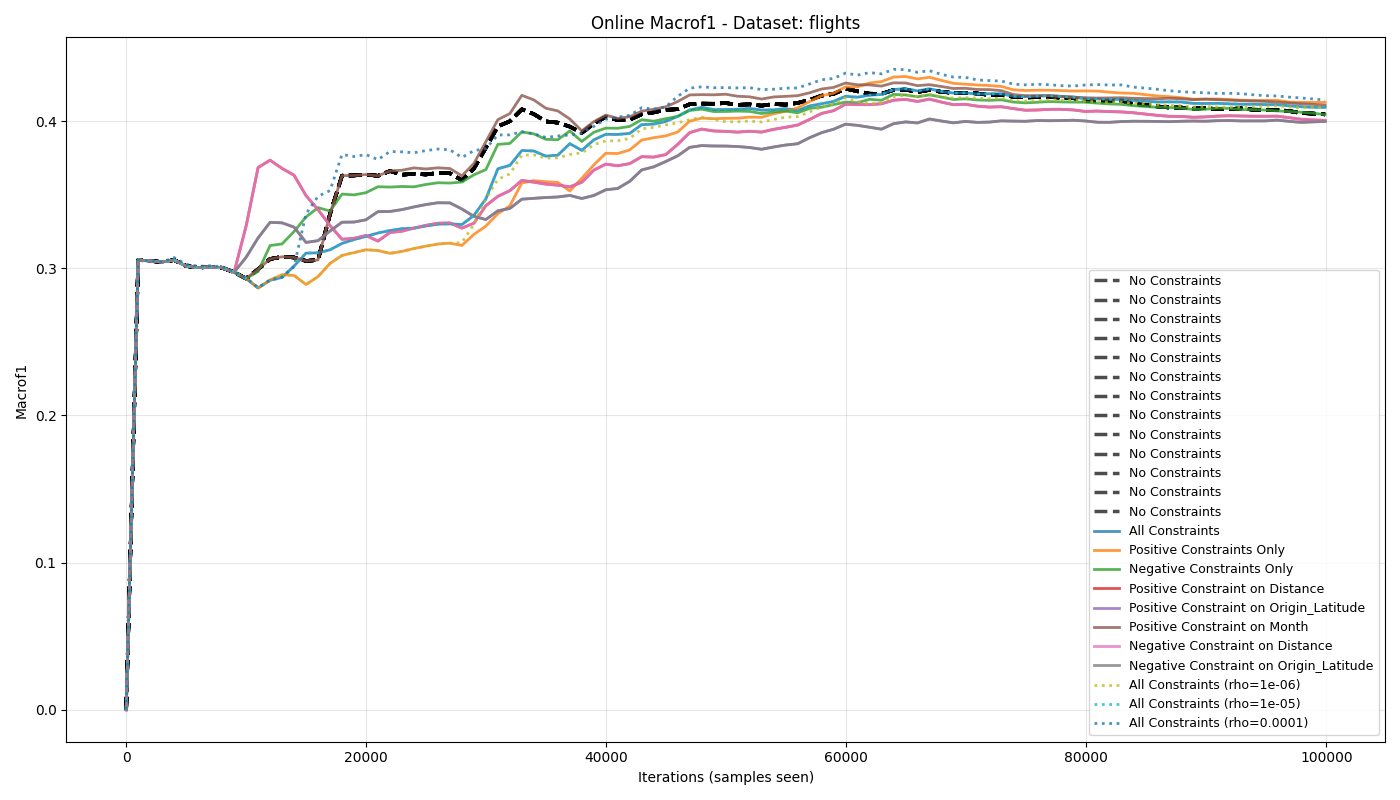 Online Macrof1 - Dataset: flights
Macrof1
0.4
0.3
0.2
0.1
0.0
No Constraints
No Constraints
No Constraints
No Constraints
No Constraints
No Constraints
No Constraints
No Constraints
No Constraints
No Constraints
No Constraints
No Constraints
No Constraints
All Constraints
Positive Constraints Only
Negative Constraints Only
Positive Constraint on Distance
Positive Constraint on Origin_Latitude
Positive Constraint on Month
Negative Constraint on Distance
Negative Constraint on Origin_Latitude
All Constraints (rho=1e-06)
All Constraints (rho=1e-05)
All Constraints (rho=0.0001)
0 20000 40000 60000 80000 100000
Iterations (samples seen)